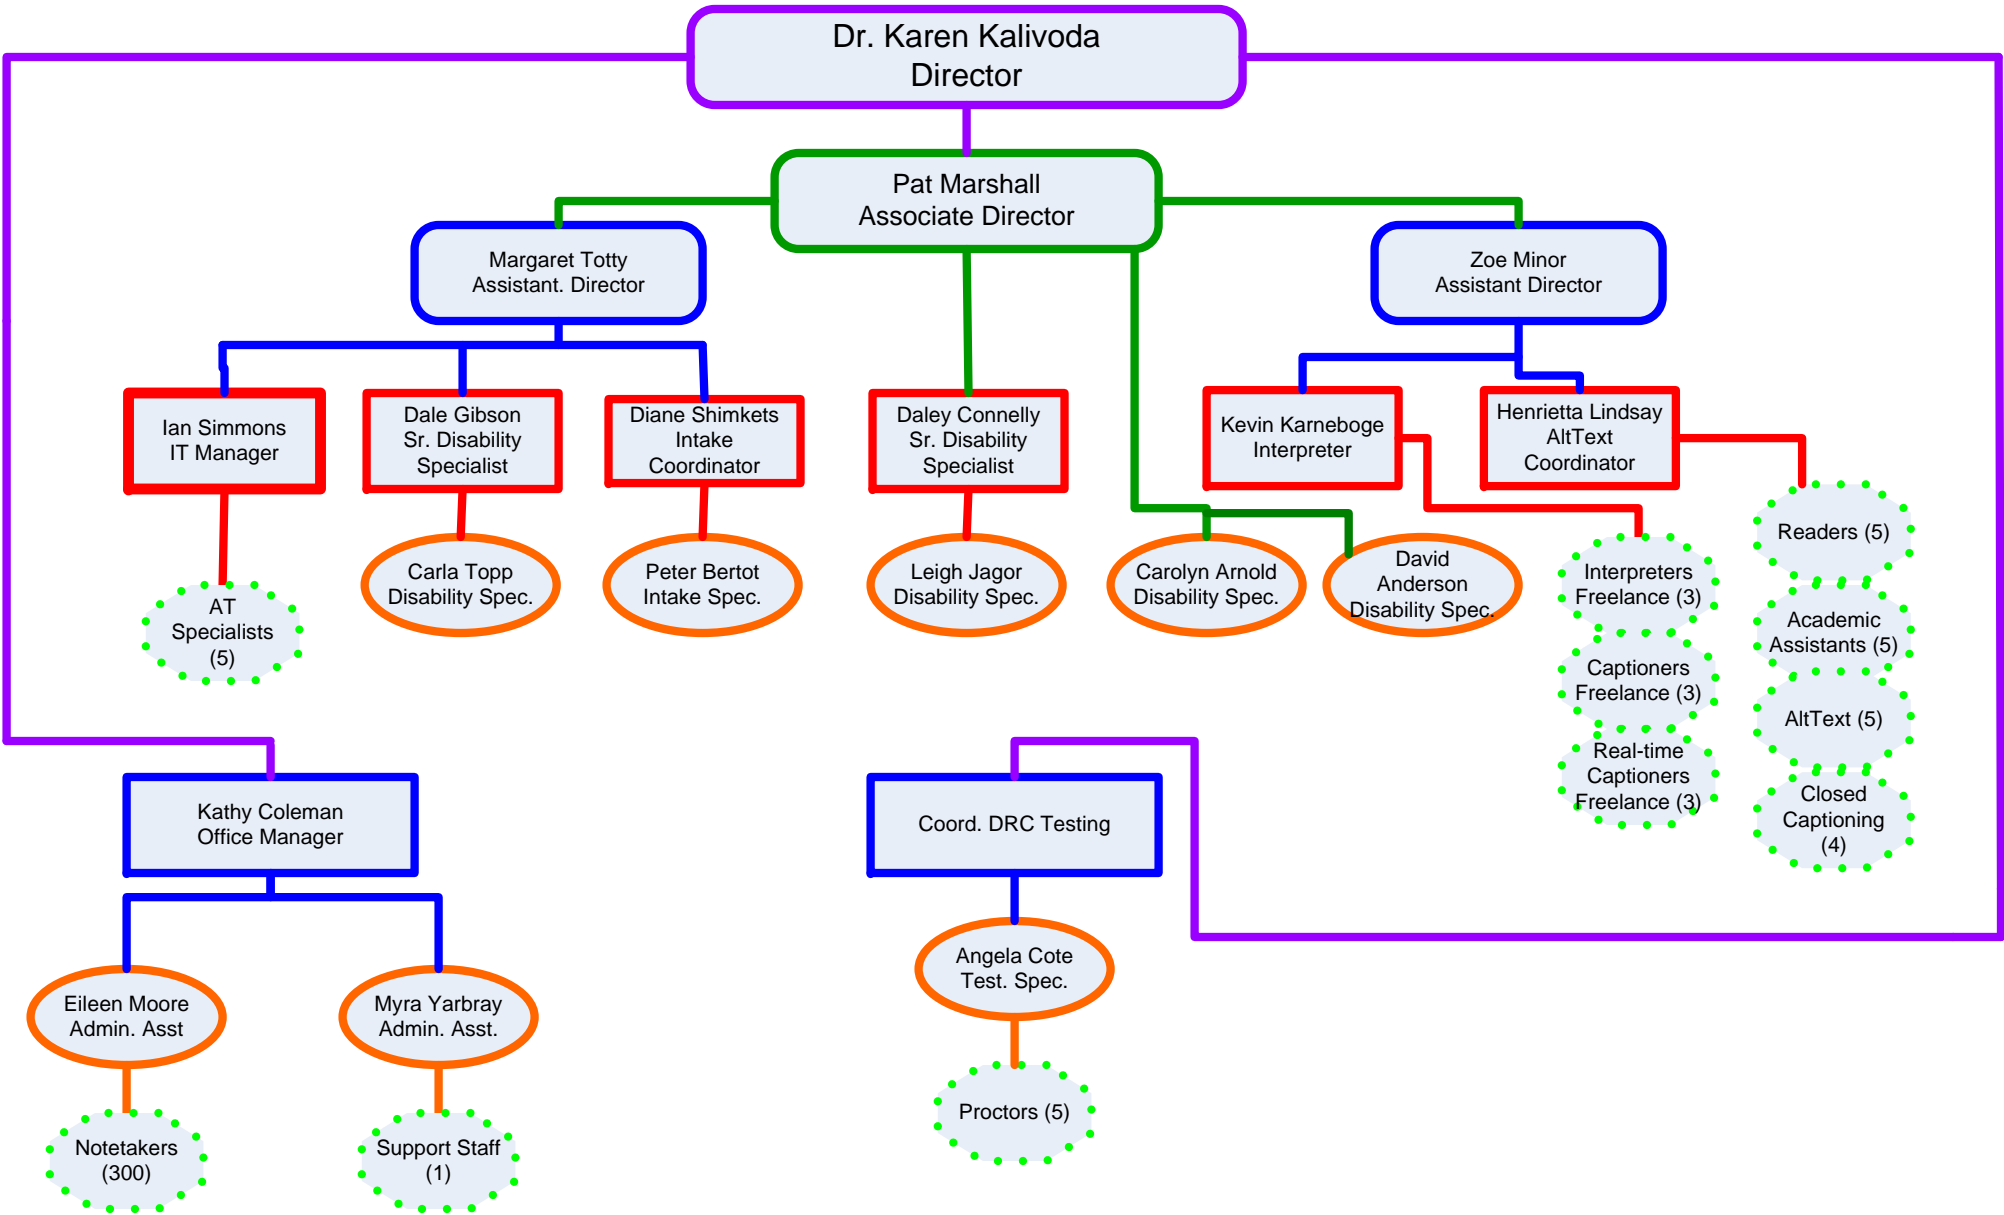 Dr. Karen Kalivoda
Director
Pat Marshall
Associate Director
Margaret Totty
Assistant. Director
Zoe Minor
Assistant Director
Ian Simmons
IT Manager
Dale Gibson
Sr. Disability
Specialist
Diane Shimkets
Intake
Coordinator
Daley Connelly
Sr. Disability
Specialist
Kevin Karneboge
Interpreter
Henrietta Lindsay
AltText
Coordinator
AT
Specialists
(5)
Carla Topp
Disability Spec.
Peter Bertot
Intake Spec.
Leigh Jagor
Disability Spec.
Carolyn Arnold
Disability Spec.
David
Anderson
Disability Spec.
Interpreters
Freelance (3)
Captioners
Freelance (3)
Real-time
Captioners
Freelance (3)
Readers (5)
Academic
Assistants (5)
AltText (5)
Closed
Captioning
(4)
Kathy Coleman
Office Manager
Coord. DRC Testing
Eileen Moore
Admin. Asst
Myra Yarbray
Admin. Asst.
Angela Cote
Test. Spec.
Notetakers
(300)
Support Staff
(1)
Proctors (5)